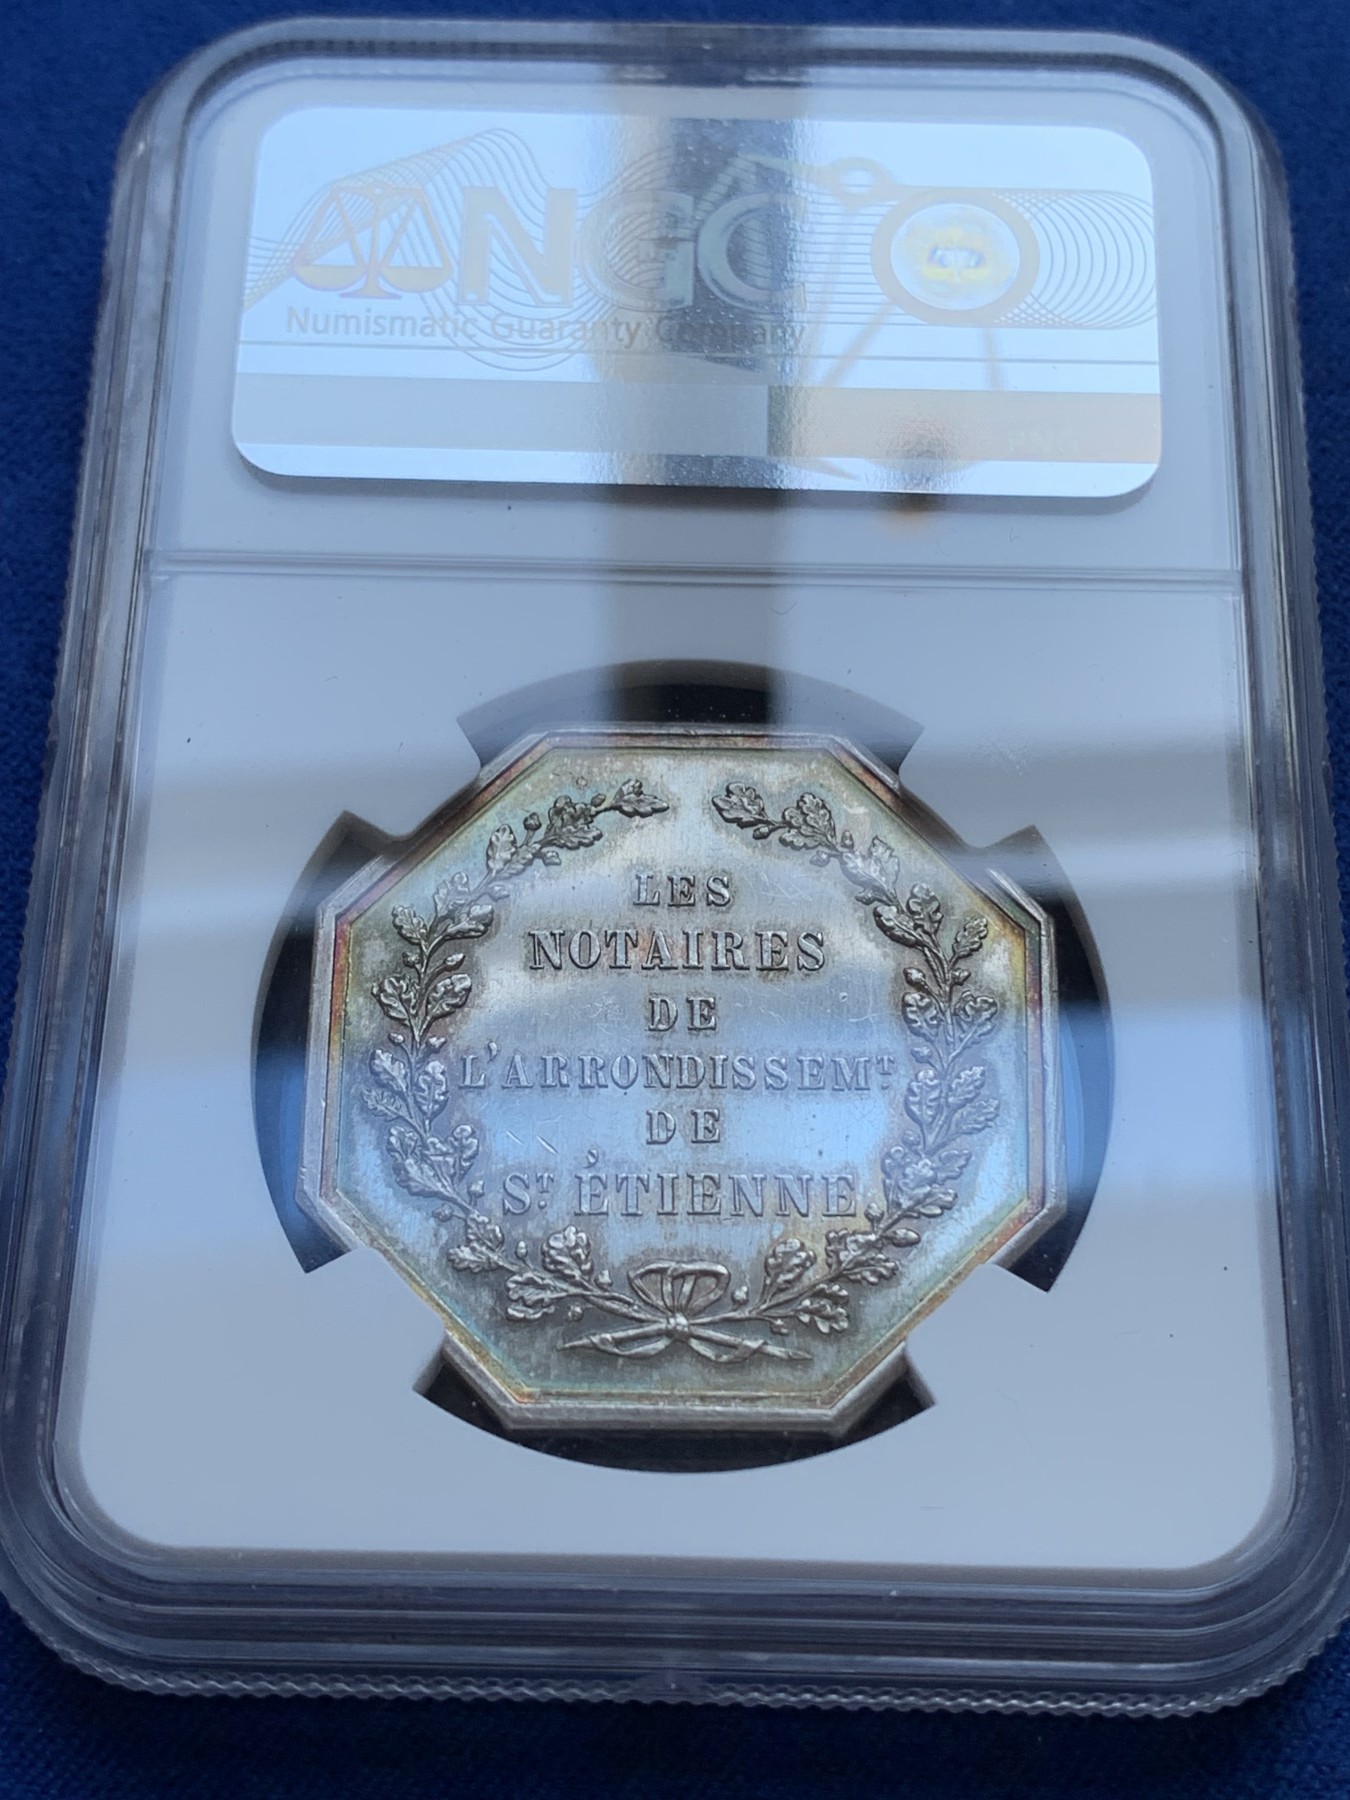 NGC
Numismatic Guaranty Company
LES
NOTAIRES
DE
L'ARRONDISSEMT
DE
ST ÉTIENNE